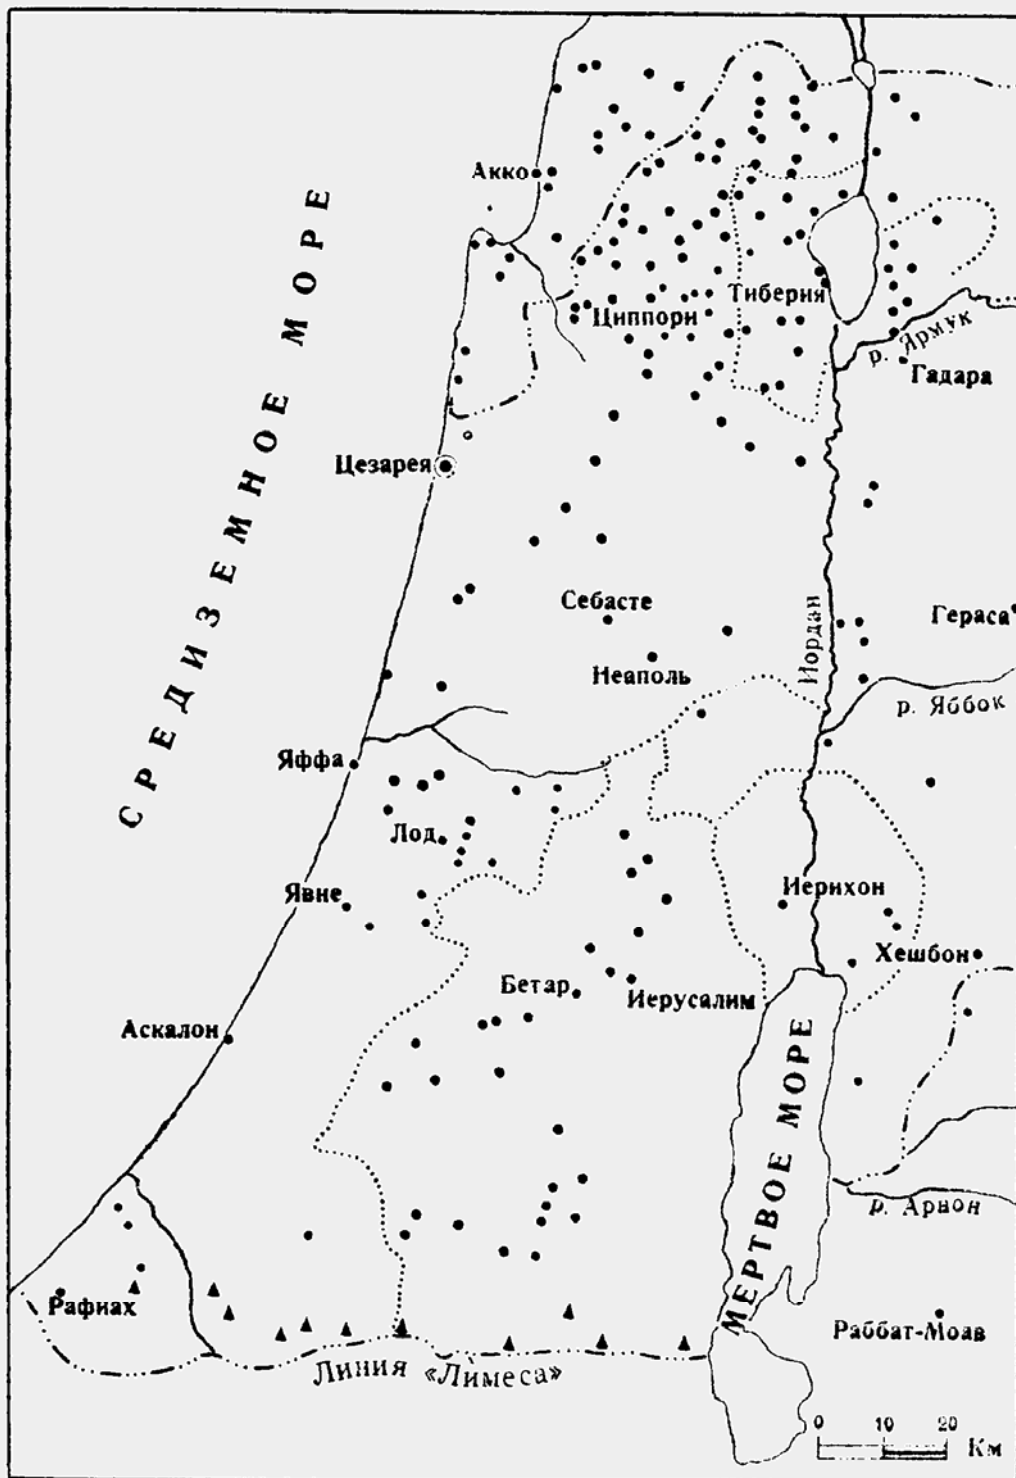 Акко
СРЕДИЗЕМНОЕ МОРЕ
Тиберия
Циппори
р. Ярмук
Гадара
Цезарея
Себасте
Иордан
Гераса
Неаполь
р. Яббок
Яффа
Лод
Иерихон
Явне
Хешбон
Бетар
Иерусалим
Аскалон
МЕРТВОЕ МОРЕ
р. Арнон
Рафиах
Раббат-Моав
Линия «Лимеса»
0 10 20
Км